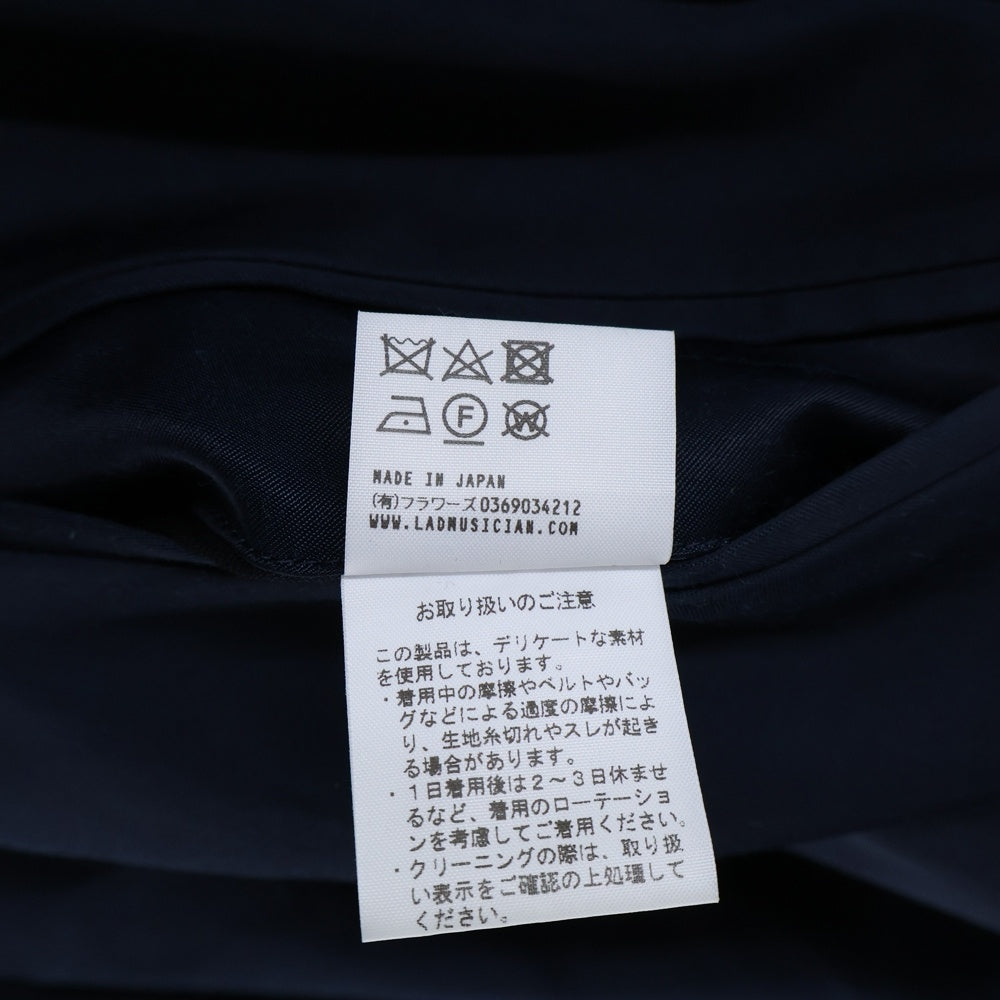 F
W
MADE IN JAPAN
(有)フラワーズ0369034212
WWW.LADMUSICIAN.COM
お取り扱いのご注意
この製品は、デリケートな素材
を使用しております。
・着用中の摩擦やベルトやバッ
グなどによる過度の摩擦によ
り、生地糸切れやスレが起き
る場合があります。
・1日着用後は2～3日休ませ
るなど、着用のローテーショ
ンを考慮してご着用ください。
・クリーニングの際は、取り扱
い表示をご確認の上処理して
ください。